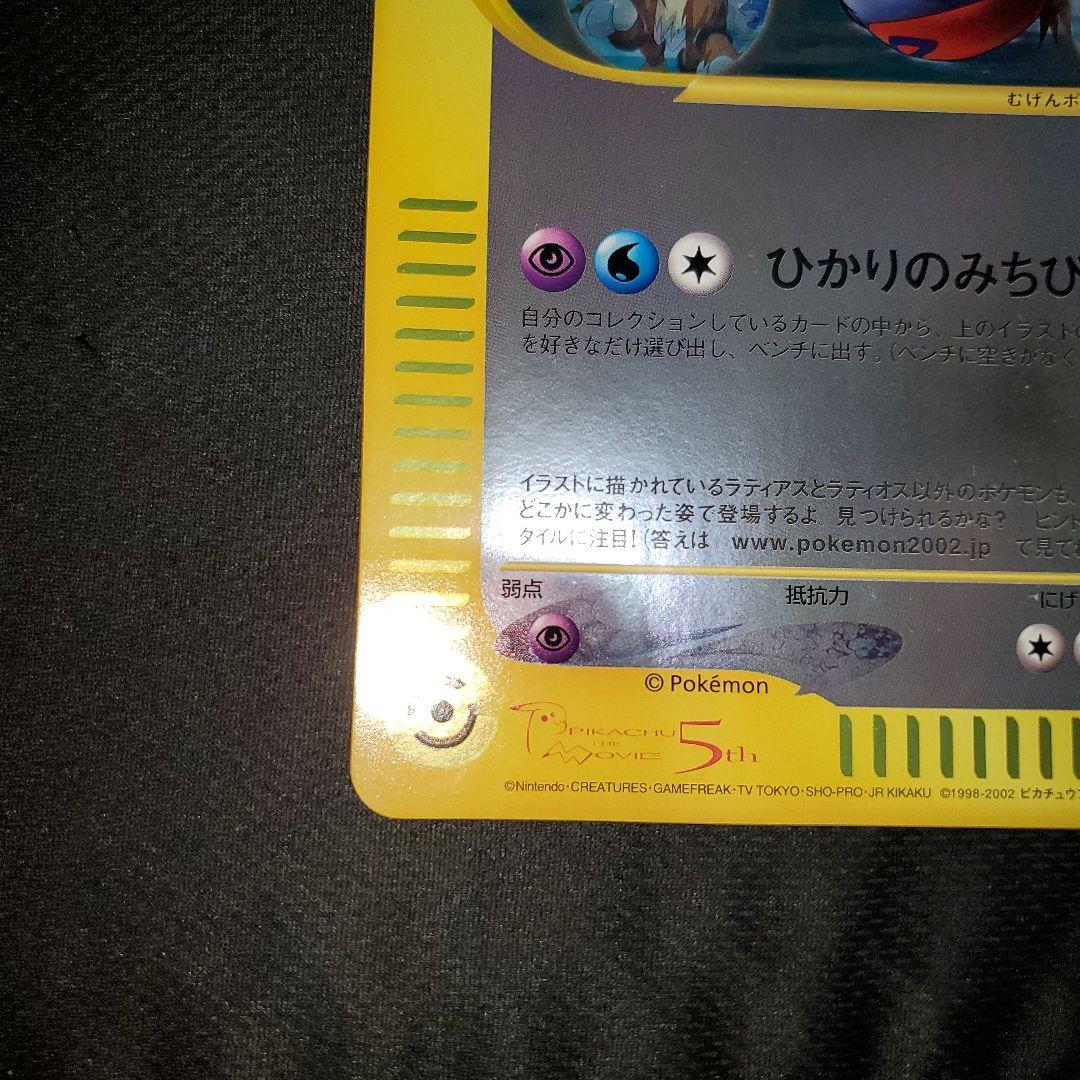 むげんポ
ひかりのみちび
自分のコレクションしているカードの中から、上のイラストの
を好きなだけ選び出し、ベンチに出す。(ベンチに空きがなく
イラストに描かれているラティアスとラティオス以外のポケモンも、
どこかに変わった姿で登場するよ 見つけられるかな? ヒント
タイルに注目!(答えは www.pokemon2002.jp で見てね
弱点 抵抗力 にげ
© Pokémon
PIKACHU
THE
MOVIE 5th
©Nintendo・CREATURES・GAMEFREAK・TV TOKYO・SHO-PRO・JR KIKAKU ©1998-2002 ピカチュウプ